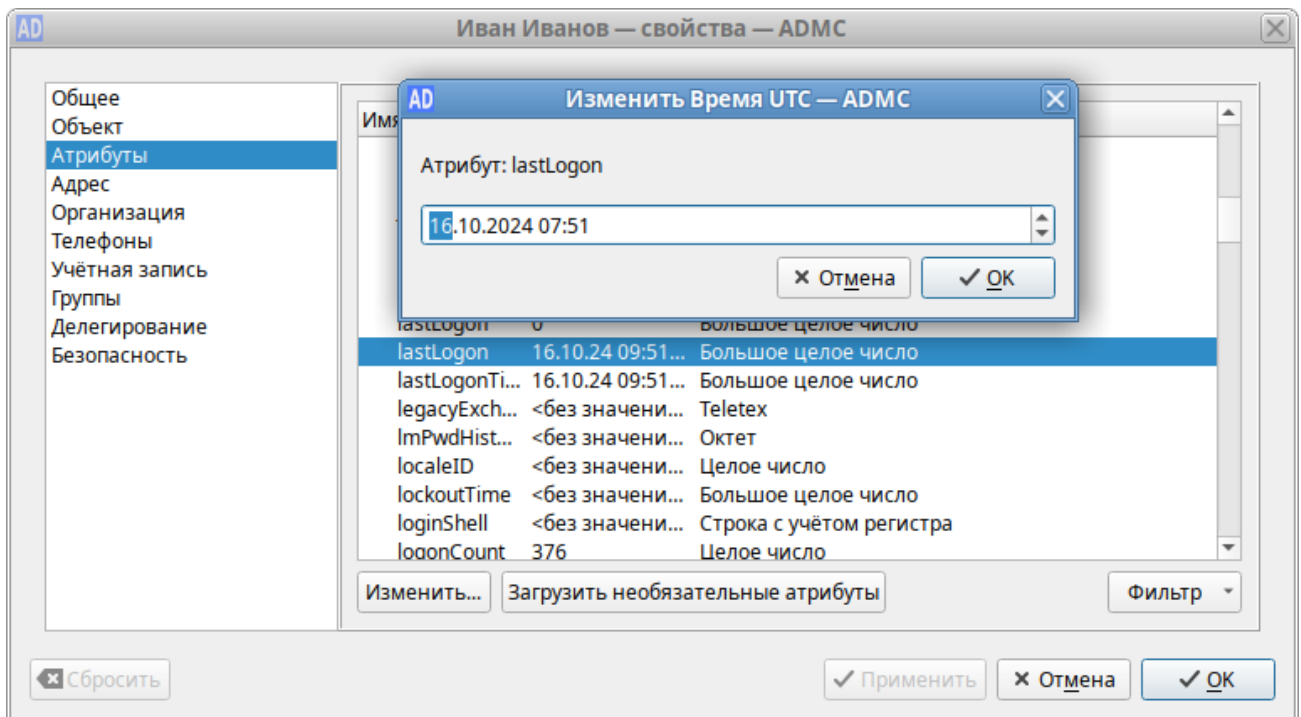 AD Иван Иванов — свойства — ADMC
AD Изменить Время UTC — ADMC
Атрибут: lastLogon
16.10.2024 07:51
Отмена OK
Общее
Объект
Атрибуты
Адрес
Организация
Телефоны
Учётная запись
Группы
Делегирование
Безопасность
lastLogon 0 Большое целое число
lastLogon 16.10.24 09:51... Большое целое число
lastLogonTi... 16.10.24 09:51... Большое целое число
legacyExch... <без значени... Teletex
lmPwdHist... <без значени... Октет
localeID <без значени... Целое число
lockoutTime <без значени... Большое целое число
loginShell <без значени... Строка с учётом регистра
logonCount 376 Целое число
Изменить... Загрузить необязательные атрибуты Фильтр
Сбросить Применить Отмена OK